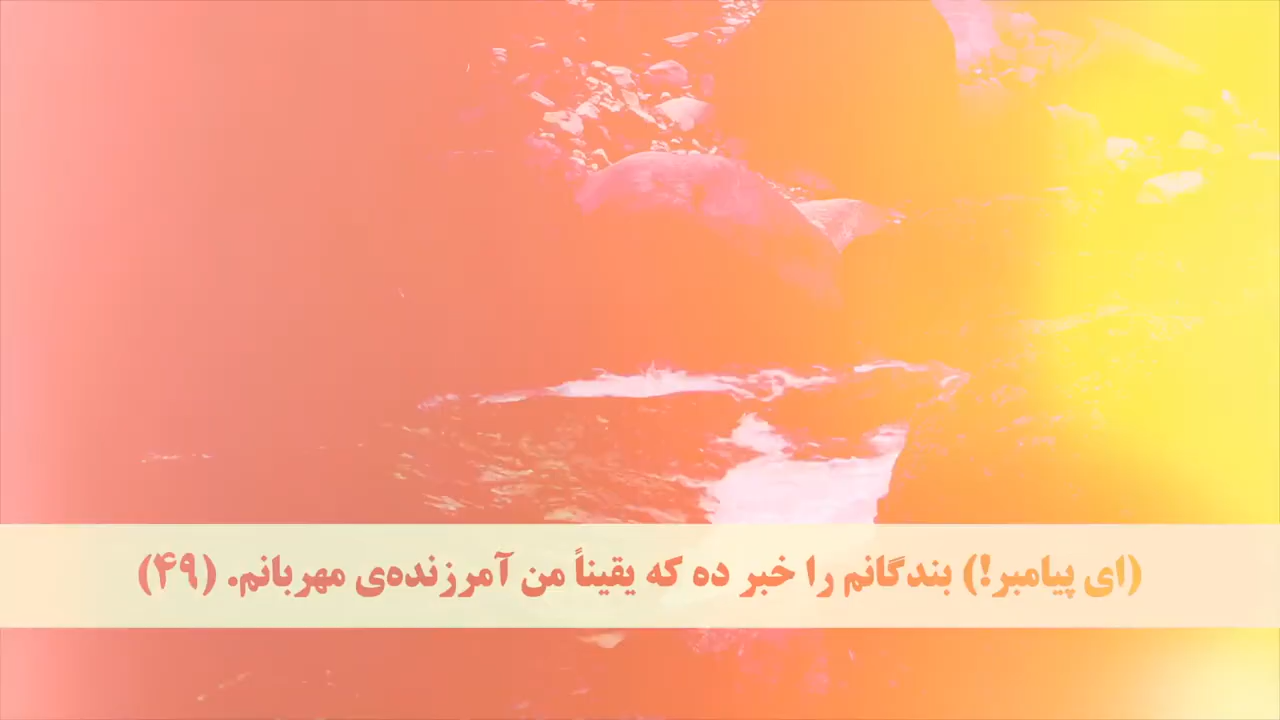 (ای پیامبر!) بندگانم را خبر ده که یقیناً من آمرزنده‌ی مهربانم. (۴۹)